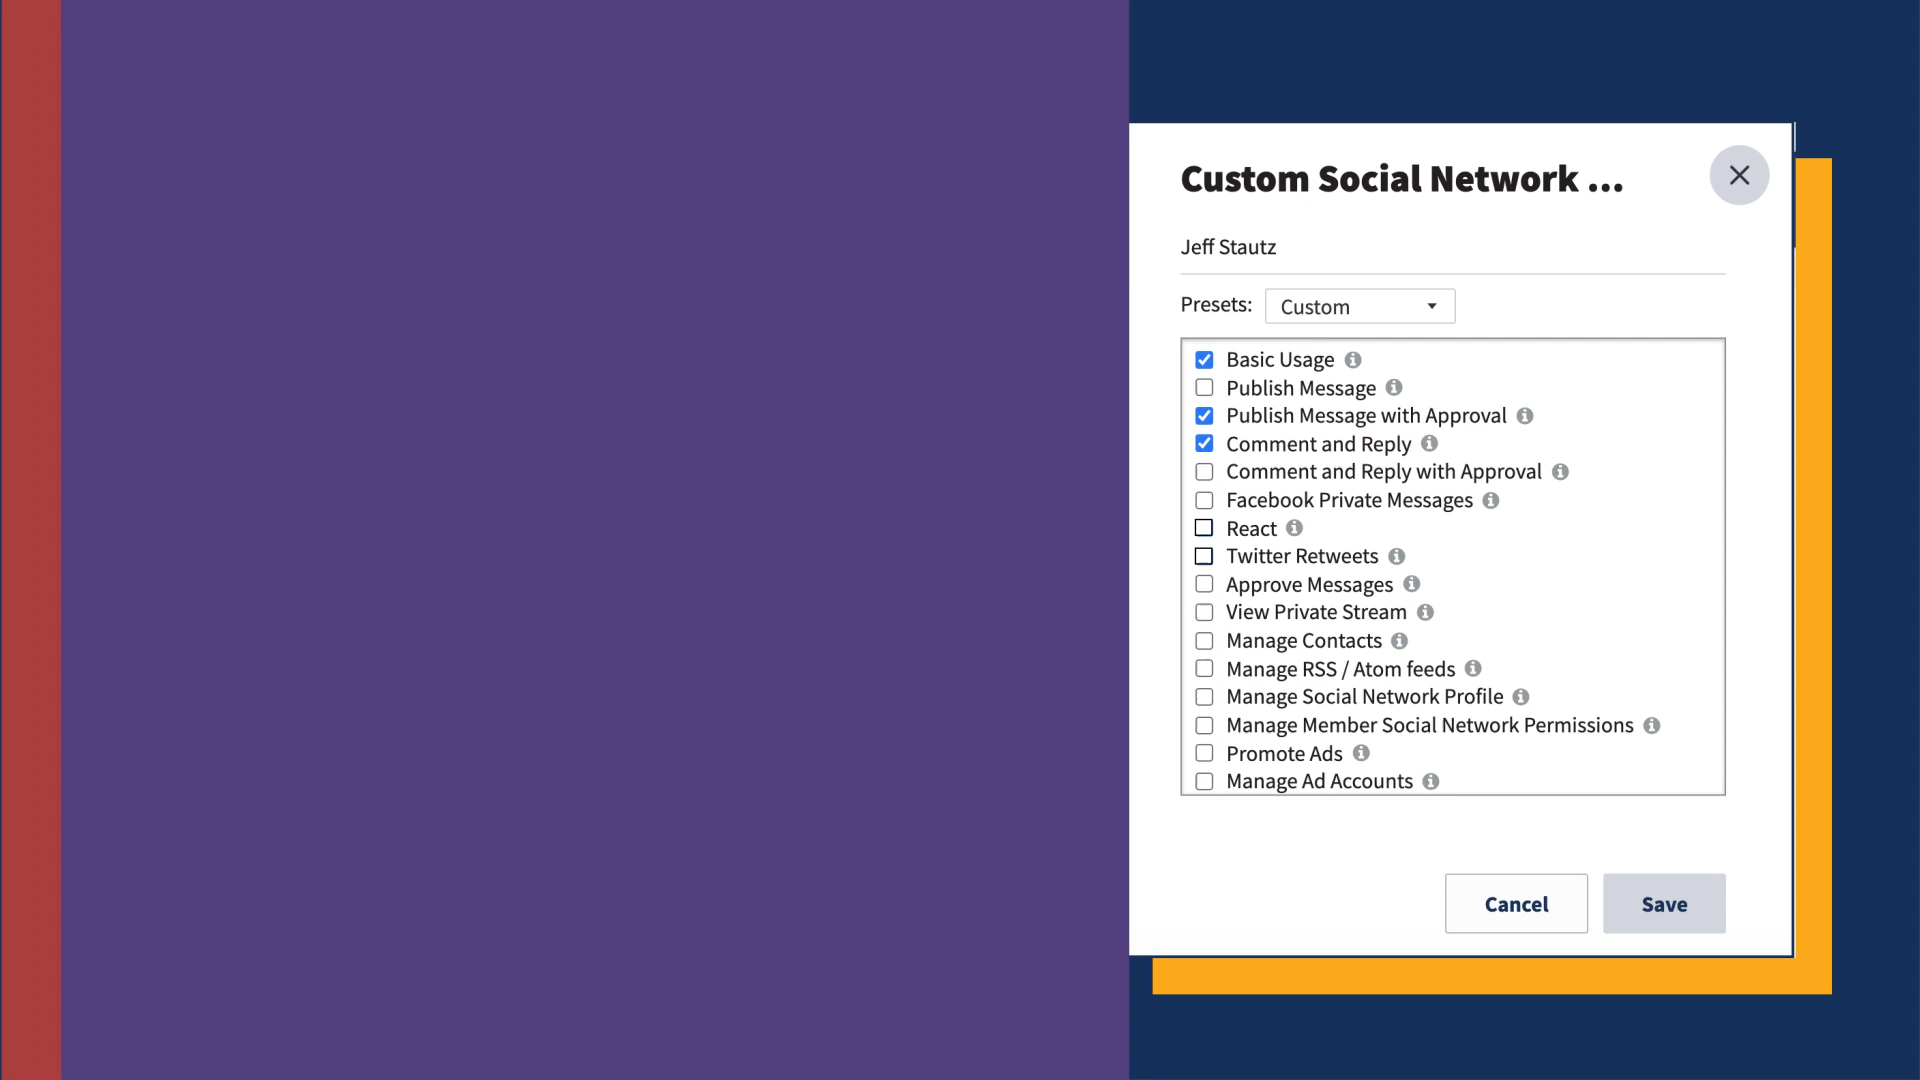 Custom Social Network ...
Jeff Stautz
Presets: Custom
Basic Usage
Publish Message
Publish Message with Approval
Comment and Reply
Comment and Reply with Approval
Facebook Private Messages
React
Twitter Retweets
Approve Messages
View Private Stream
Manage Contacts
Manage RSS / Atom feeds
Manage Social Network Profile
Manage Member Social Network Permissions
Promote Ads
Manage Ad Accounts
Cancel Save